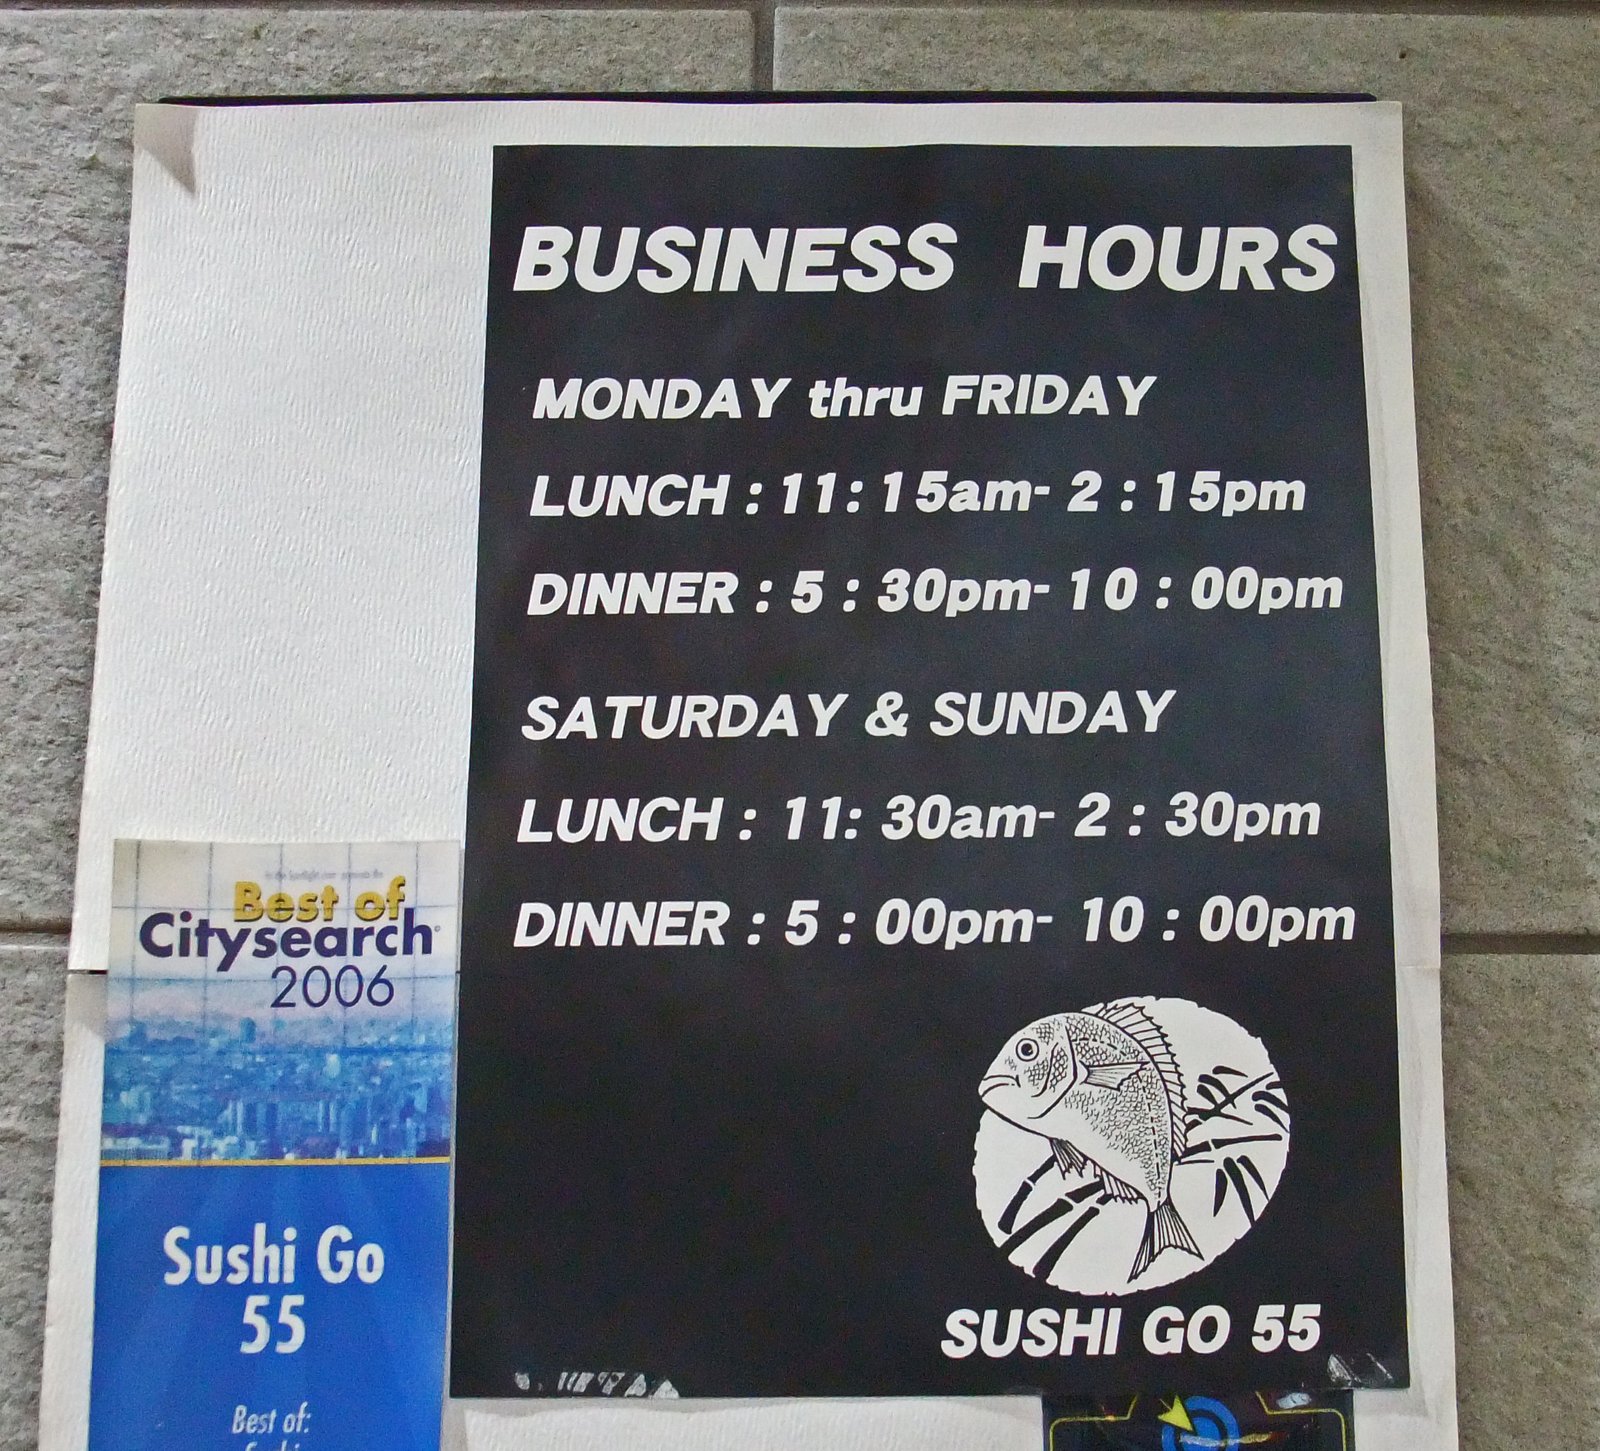 BUSINESS HOURS
MONDAY thru FRIDAY
LUNCH : 11: 15am- 2 : 15pm
DINNER : 5 : 30pm- 10 : 00pm
SATURDAY & SUNDAY
LUNCH : 11: 30am- 2 : 30pm
DINNER : 5 : 00pm- 10 : 00pm
SUSHI GO 55
Best of
Citysearch
2006
Sushi Go
55
Best of: